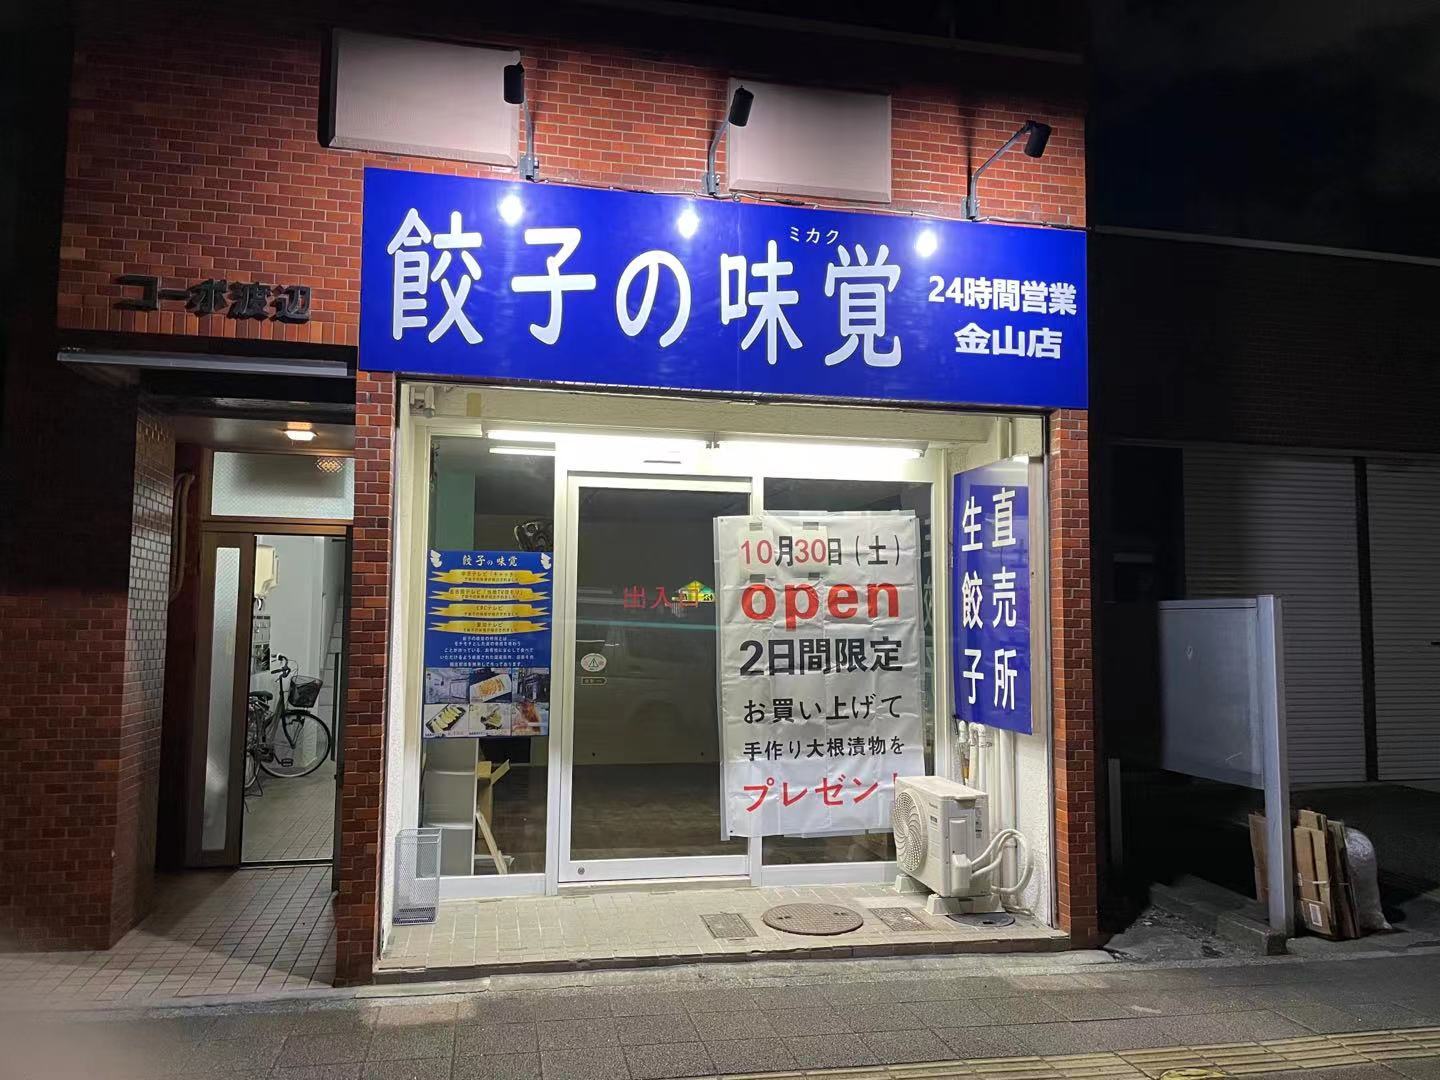 ミカク
餃子の味覚
24時間営業
金山店
コーポ渡辺
餃子の味覚
出入口
10月30日（土）
open
2日間限定
お買い上げて
手作り大根漬物を
プレゼント
直売所
生餃子